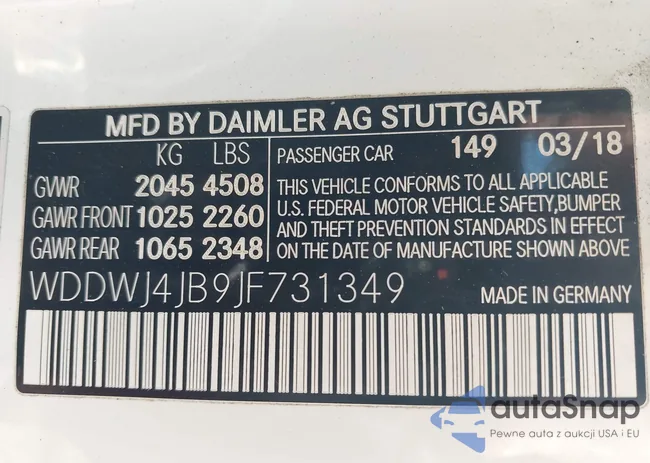 MFD BY DAIMLER AG STUTTGART
KG LBS
GWR 2045 4508
GAWR FRONT 1025 2260
GAWR REAR 1065 2348
PASSENGER CAR 149 03/18
THIS VEHICLE CONFORMS TO ALL APPLICABLE
U.S. FEDERAL MOTOR VEHICLE SAFETY,BUMPER
AND THEFT PREVENTION STANDARDS IN EFFECT
ON THE DATE OF MANUFACTURE SHOWN ABOVE
WDDWJ4JB9JF731349
MADE IN GERMANY
autaSnap
Pewne auta z aukcji USA i EU